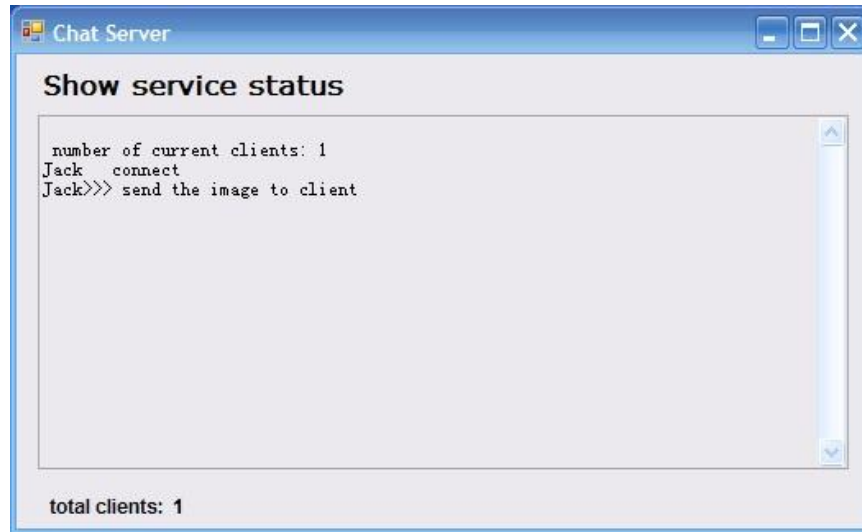 Chat Server
Show service status
number of current clients: 1
Jack   connect
Jack>>> send the image to client
total clients: 1